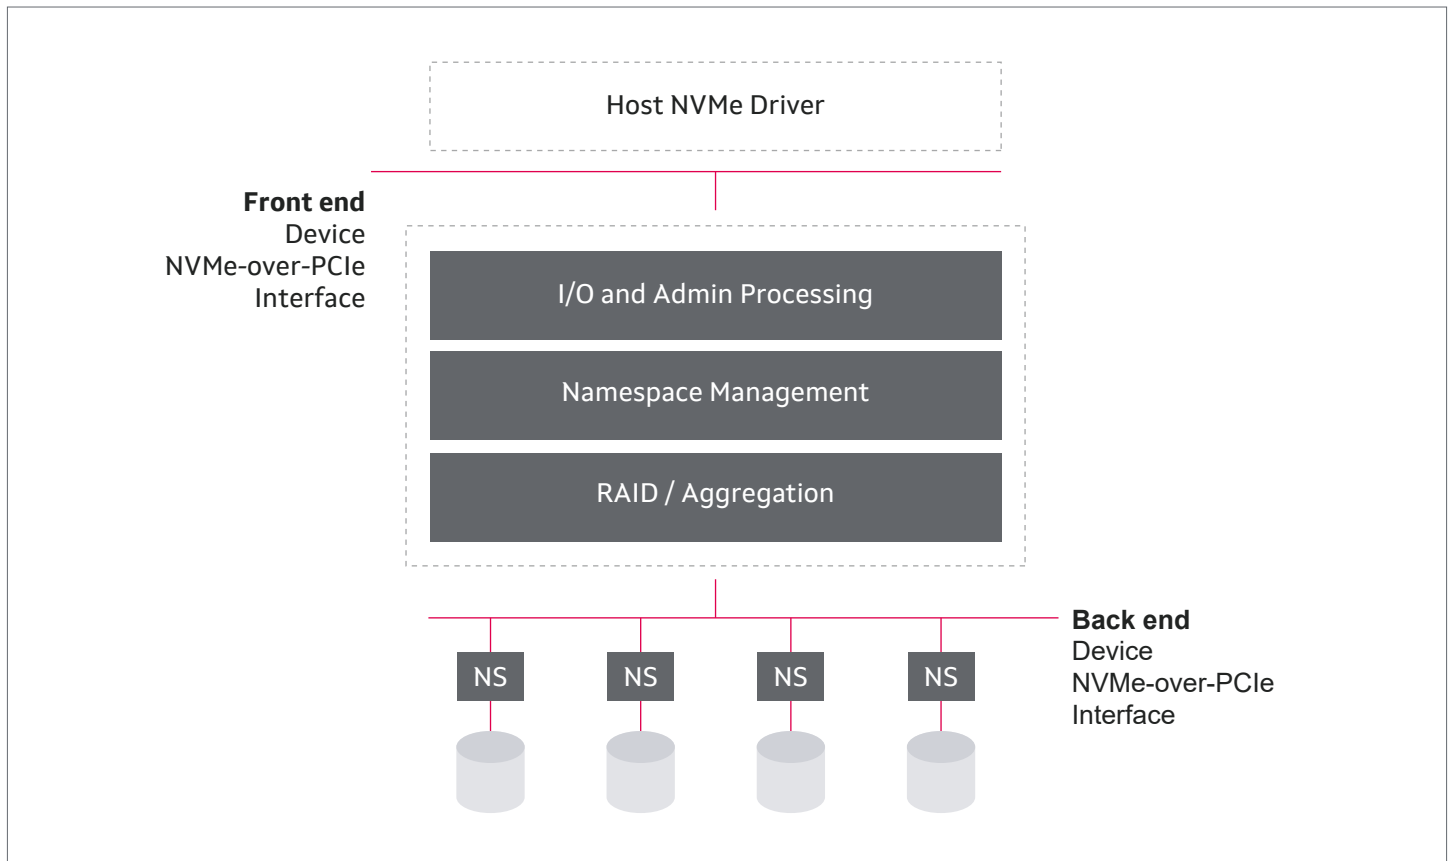 Host NVMe Driver
Front end
Device
NVMe-over-PCIe
Interface
I/O and Admin Processing
Namespace Management
RAID / Aggregation
Back end
Device
NVMe-over-PCIe
Interface
NS
NS
NS
NS